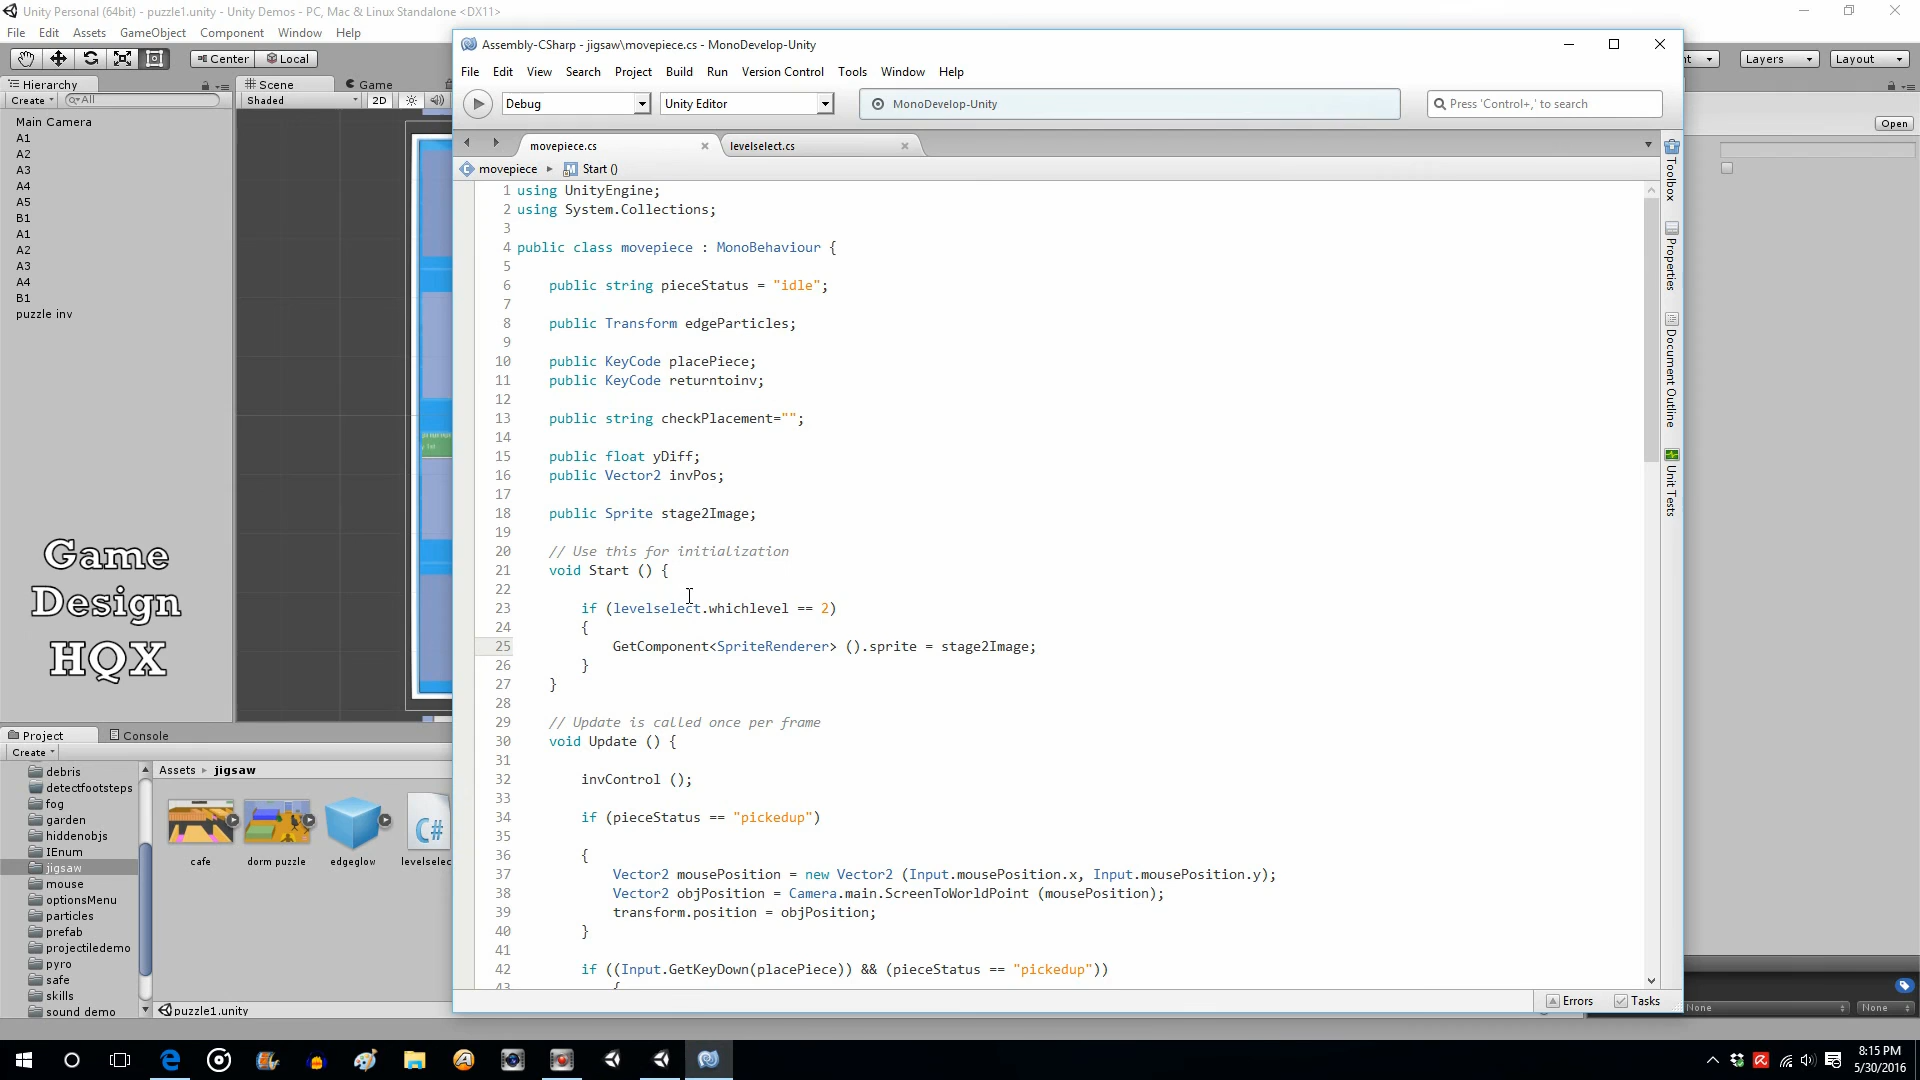 Unity Personal (64bit) - puzzle1.unity - Unity Demos - PC, Mac & Linux Standalone <DX11>
File Edit Assets GameObject Component Window Help
Center Local
Layers Layout
Hierarchy
Create All
Scene Game
Shaded 2D
Main Camera
A1
A2
A3
A4
A5
B1
A1
A2
A3
A4
B1
puzzle inv
Game
Design
HQX
Assembly-CSharp - jigsaw\movepiece.cs - MonoDevelop-Unity
File Edit View Search Project Build Run Version Control Tools Window Help
Debug Unity Editor MonoDevelop-Unity Press 'Control+,' to search
movepiece.cs levelselect.cs
movepiece Start ()
1 using UnityEngine;
2 using System.Collections;
3
4 public class movepiece : MonoBehaviour {
5
6 public string pieceStatus = "idle";
7
8 public Transform edgeParticles;
9
10 public KeyCode placePiece;
11 public KeyCode returntoinv;
12
13 public string checkPlacement="";
14
15 public float yDiff;
16 public Vector2 invPos;
17
18 public Sprite stage2Image;
19
20 // Use this for initialization
21 void Start () {
22
23 if (levelselect.whichlevel == 2)
24 {
25 GetComponent<SpriteRenderer> ().sprite = stage2Image;
26 }
27 }
28
29 // Update is called once per frame
30 void Update () {
31
32 invControl ();
33
34 if (pieceStatus == "pickedup")
35
36 {
37 Vector2 mousePosition = new Vector2 (Input.mousePosition.x, Input.mousePosition.y);
38 Vector2 objPosition = Camera.main.ScreenToWorldPoint (mousePosition);
39 transform.position = objPosition;
40 }
41
42 if ((Input.GetKeyDown(placePiece)) && (pieceStatus == "pickedup"))
43 {
Toolbox
Properties
Document Outline
Unit Tests
Errors Tasks
Open
None None
Project Console
Create
debris
detectfootsteps
fog
garden
hiddenobjs
IEnum
jigsaw
mouse
optionsMenu
particles
prefab
projectiledemo
pyro
safe
skills
sound demo
Assets jigsaw
cafe dorm puzzle edgeglow levelselec
C#
puzzle1.unity
8:15 PM
5/30/2016